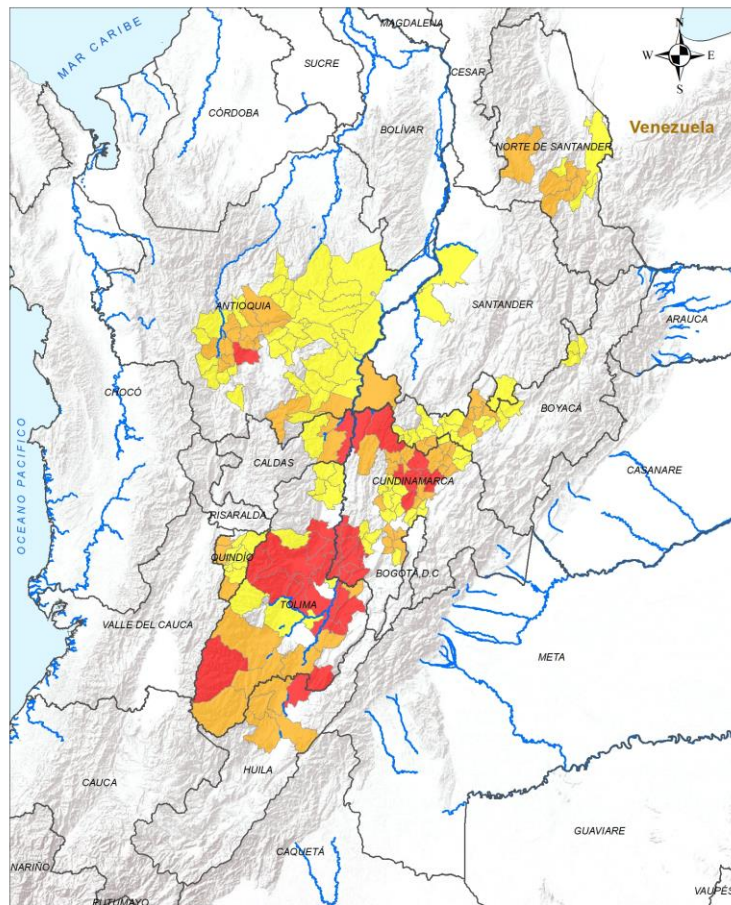 MAGDALENA
N
MAR CARIBE
SUCRE
CESAR
W
E
S
CÓRDOBA
BOLÍVAR
Venezuela
NORTE DE SANTANDER
ANTIOQUIA
SANTANDER
ARAUCA
CHOCÓ
BOYACÁ
OCEANO PACIFICO
CALDAS
CASANARE
CUNDINAMARCA
RISARALDA
QUINDÍO
BOGOTÁ, D.C
TOLIMA
VALLE DEL CAUCA
META
HUILA
CAUCA
GUAVIARE
CAQUETÁ
NARIÑO
VAUPÉS
PUTUMAYO